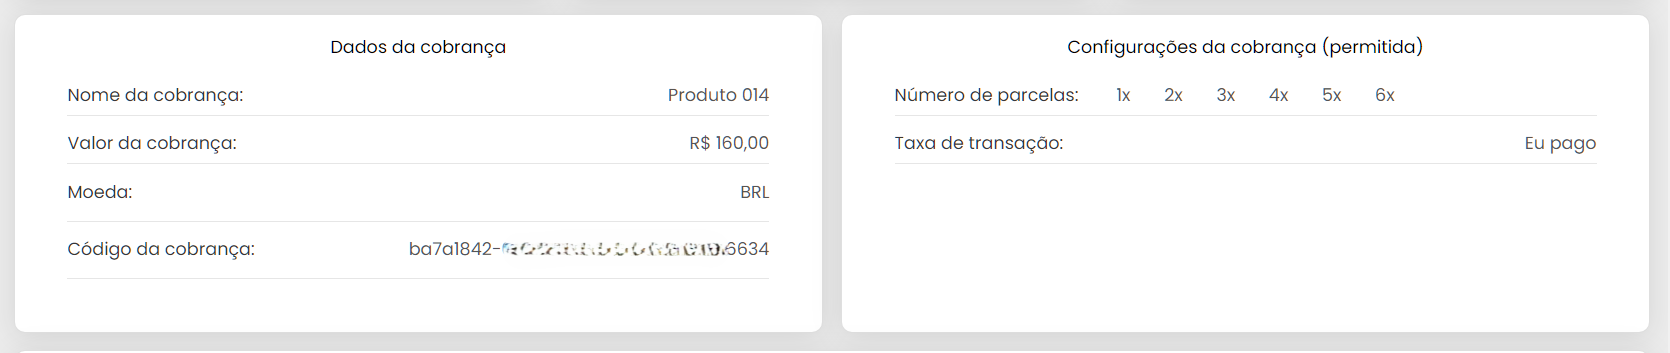 Dados da cobrança
Nome da cobrança: Produto 014
Valor da cobrança: R$ 160,00
Moeda: BRL
Código da cobrança: ba7a1842- 6634
Configurações da cobrança (permitida)
Número de parcelas: 1x 2x 3x 4x 5x 6x
Taxa de transação: Eu pago